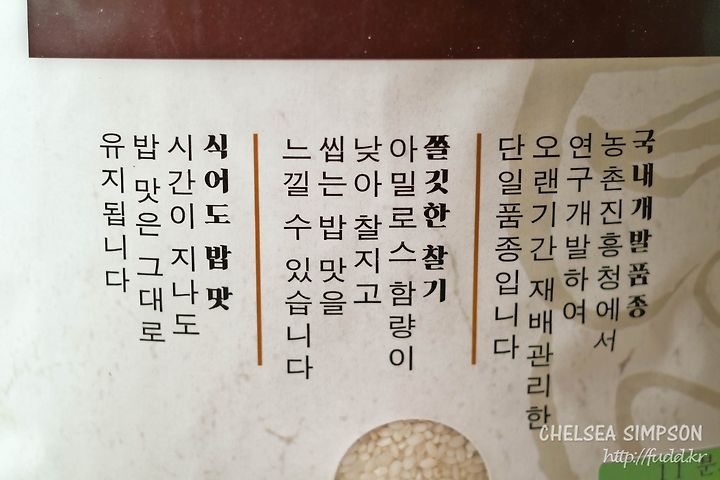 국내개발품종
농촌진흥청에서
연구개발하여
오랜기간 재배관리한
단일품종입니다
쫄깃한 찰기
아밀로스 함량이
낮아 찰지고
씹는 밥 맛을
느낄 수 있습니다
식어도 밥 맛
시간이 지나도
밥 맛은 그대로
유지됩니다
CHELSEA SIMPSON
http://fudd.kr